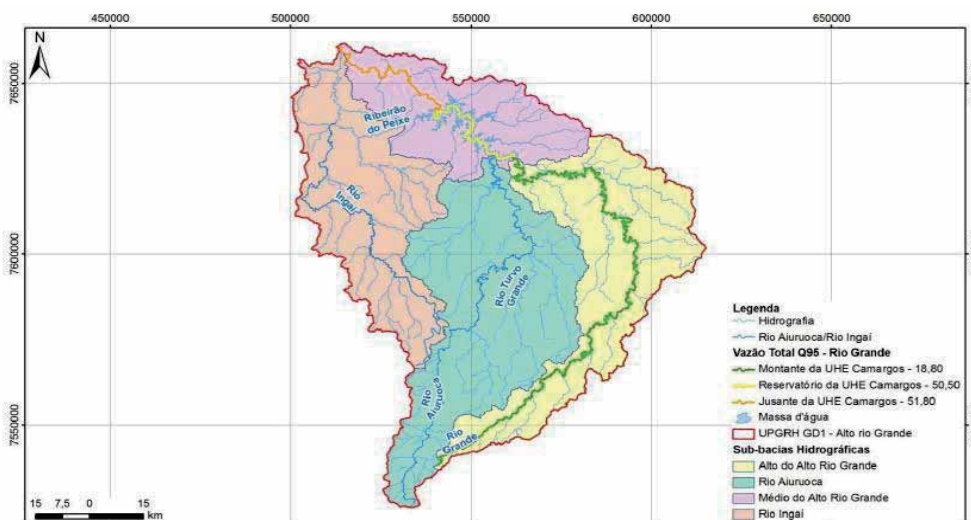 450000 500000 550000 600000 650000
N
7650000
7600000
7550000
Ribeirão
do Peixe
Rio
Ingaí
Rio Turvo
Grande
Rio
Aiuruoca
Rio
Grande
Legenda
Hidrografia
Rio Aiuruoca/Rio Ingaí
Vazão Total Q95 - Rio Grande
Montante da UHE Camargos - 18,80
Reservatório da UHE Camargos - 50,50
Jusante da UHE Camargos - 51,80
Massa d'água
UPGRH GD1 - Alto rio Grande
Sub-bacias Hidrográficas
Alto do Alto Rio Grande
Rio Aiuruoca
Médio do Alto Rio Grande
Rio Ingaí
15 7,5 0 15
km